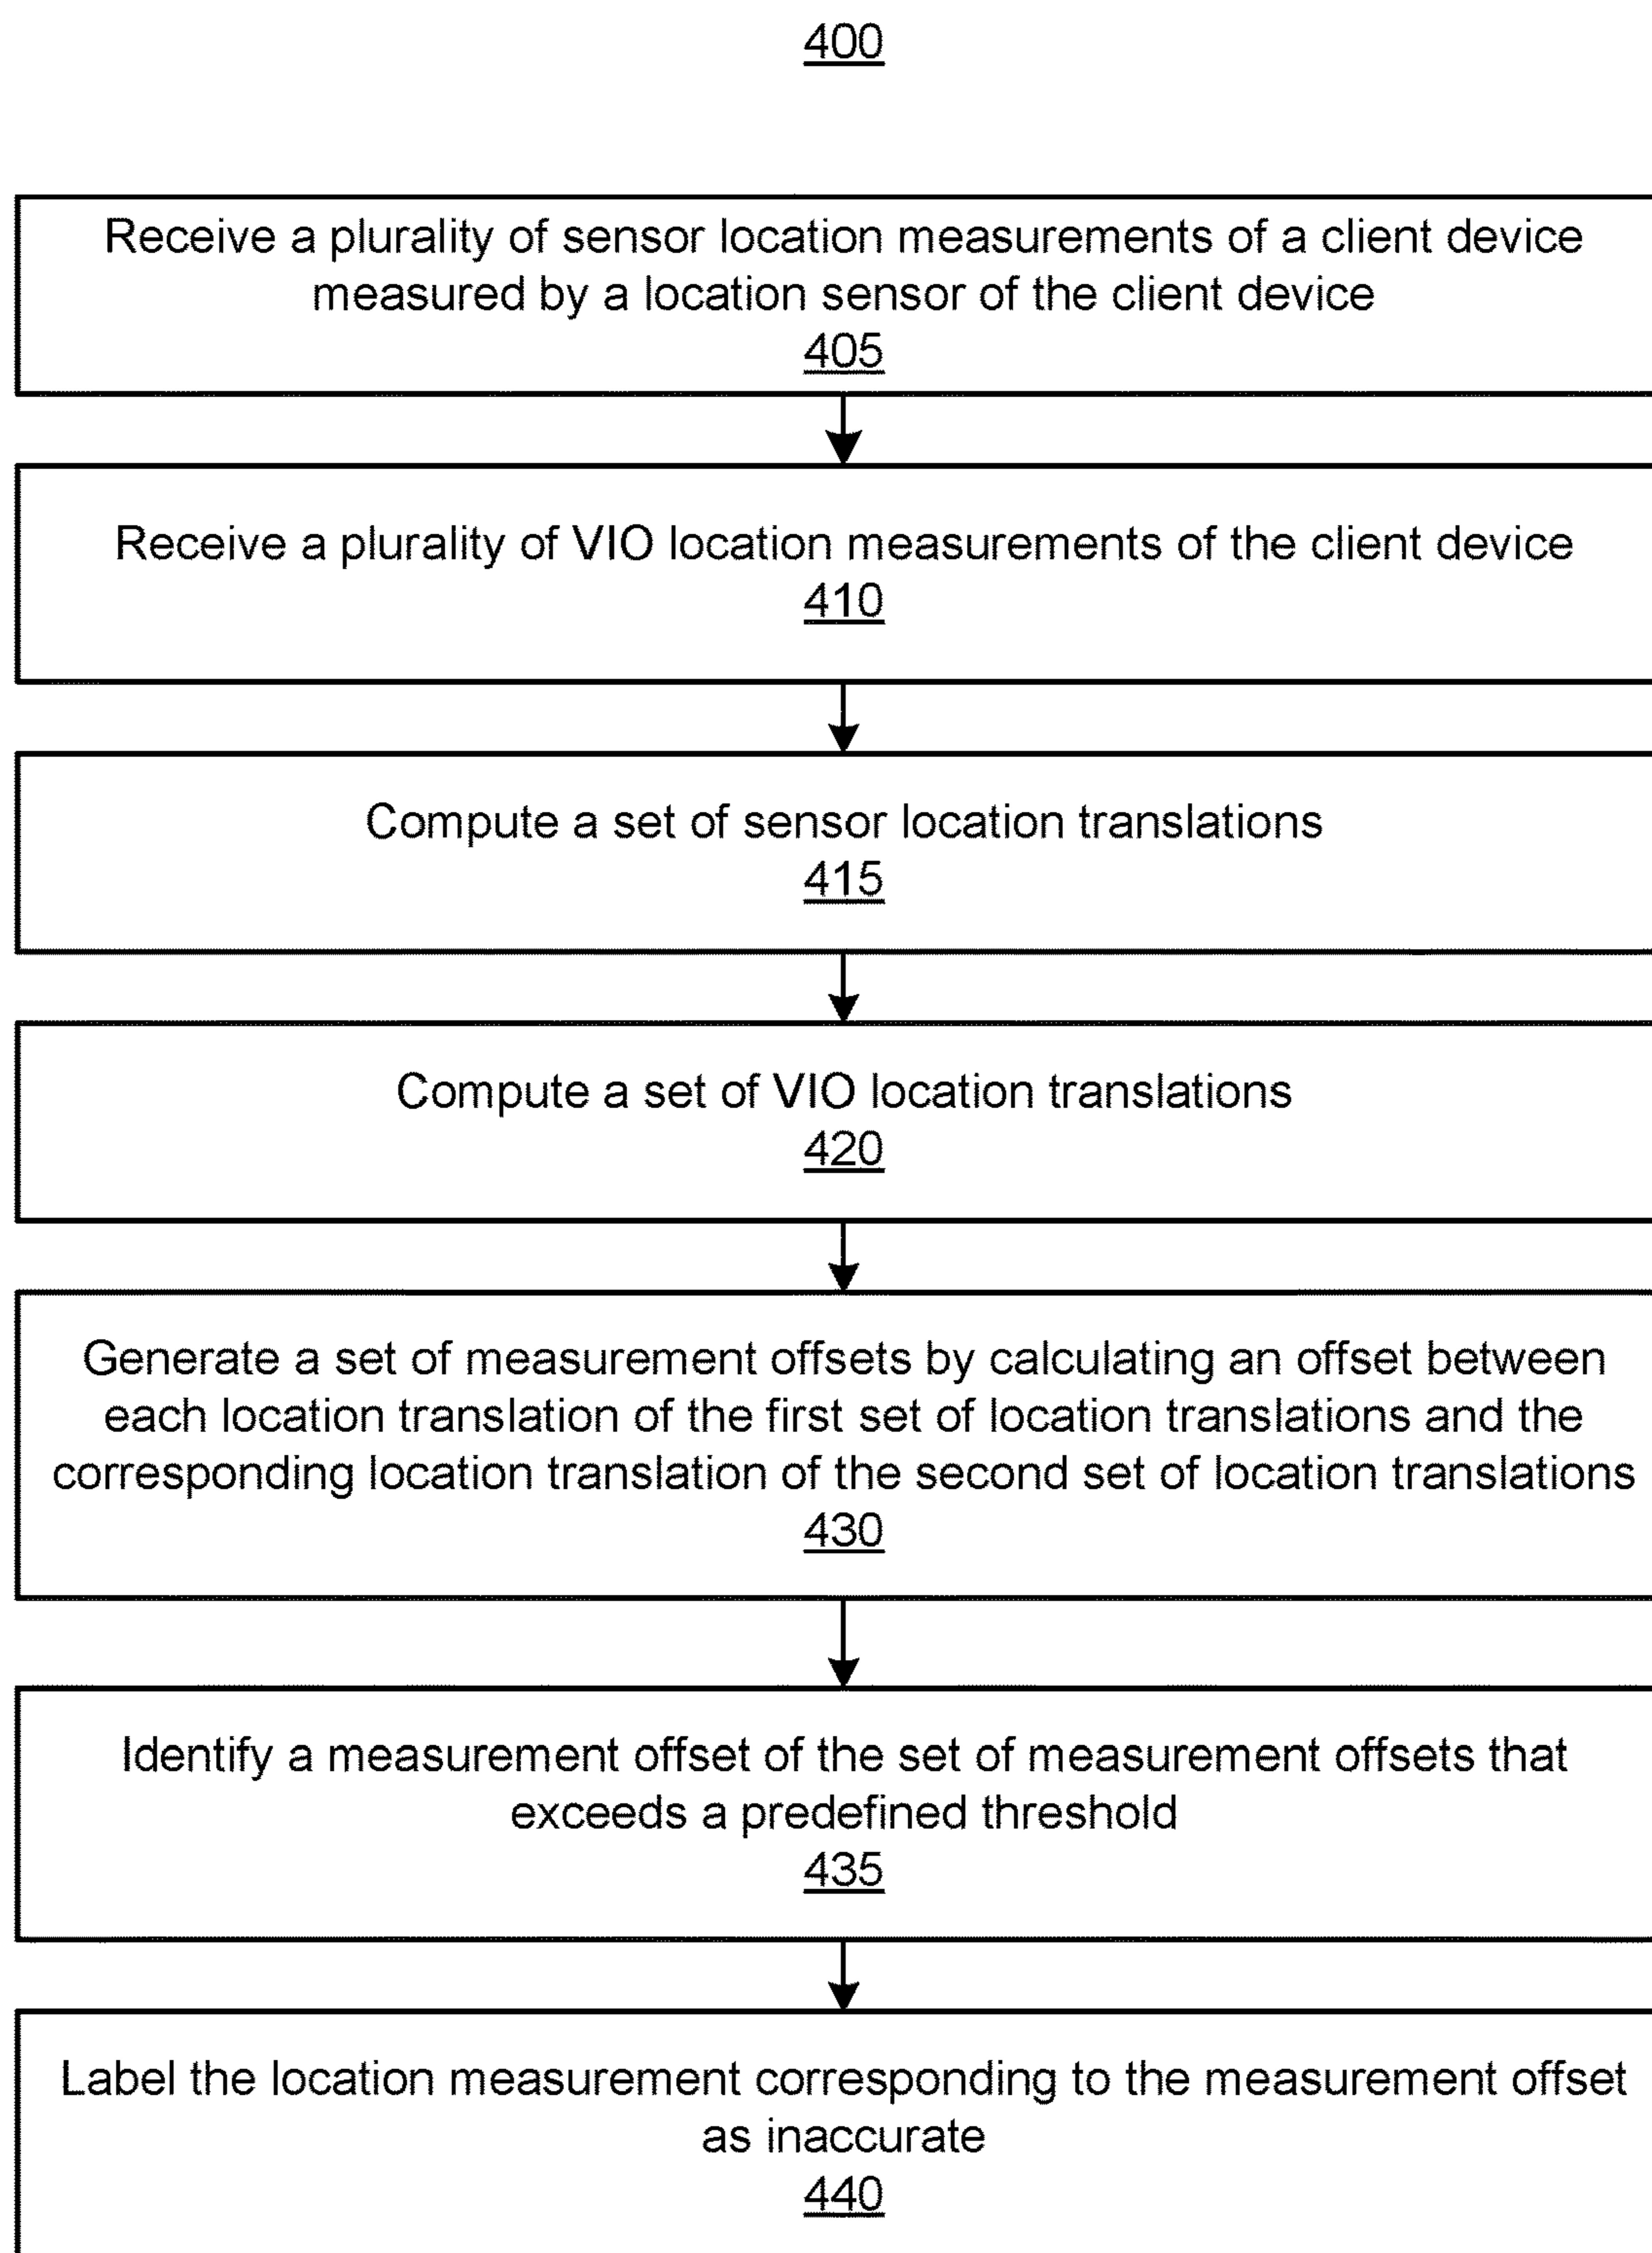 400
Receive a plurality of sensor location measurements of a client device
measured by a location sensor of the client device
405
Receive a plurality of VIO location measurements of the client device
410
Compute a set of sensor location translations
415
Compute a set of VIO location translations
420
Generate a set of measurement offsets by calculating an offset between
each location translation of the first set of location translations and the
corresponding location translation of the second set of location translations
430
Identify a measurement offset of the set of measurement offsets that
exceeds a predefined threshold
435
Label the location measurement corresponding to the measurement offset
as inaccurate
440